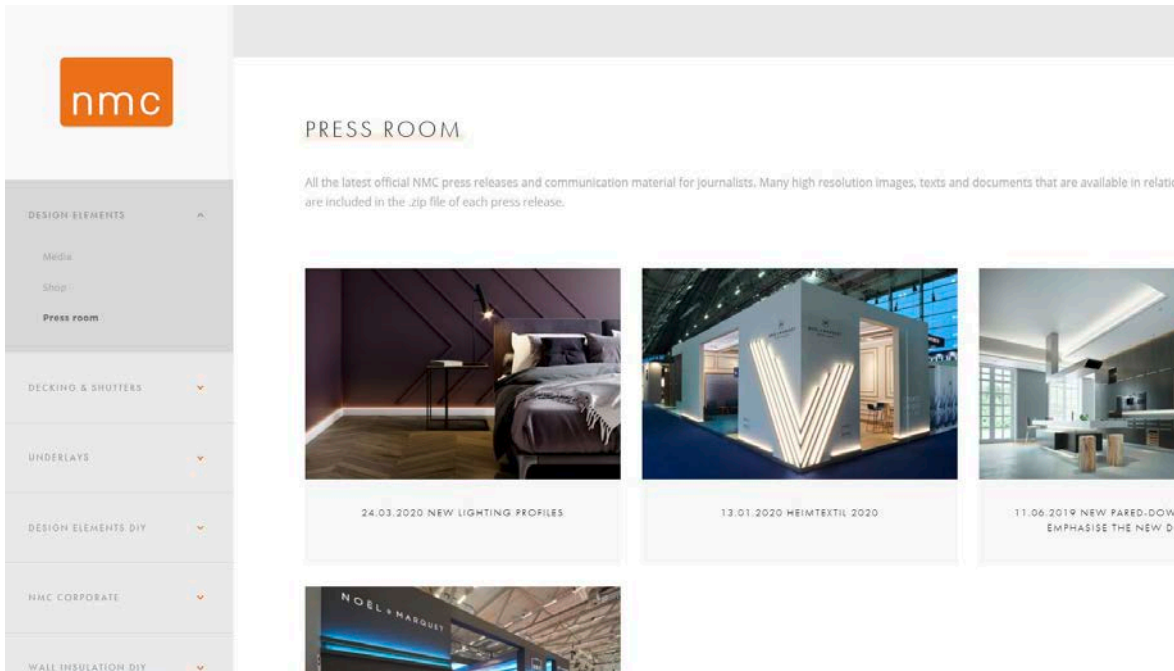 nmc
DESIGN ELEMENTS
Media
Shop
Press room
DECKING & SHUTTERS
UNDERLAYS
DESIGN ELEMENTS DIY
NMC CORPORATE
WALL INSULATION DIY
PRESS ROOM
All the latest official NMC press releases and communication material for journalists. Many high resolution images, texts and documents that are available in relatic
are included in the .zip file of each press release.
24.03.2020 NEW LIGHTING PROFILES
13.01.2020 HEIMTEXTIL 2020
11.06.2019 NEW PARED-DOW
EMPHASISE THE NEW D
NOËL & MARQUET